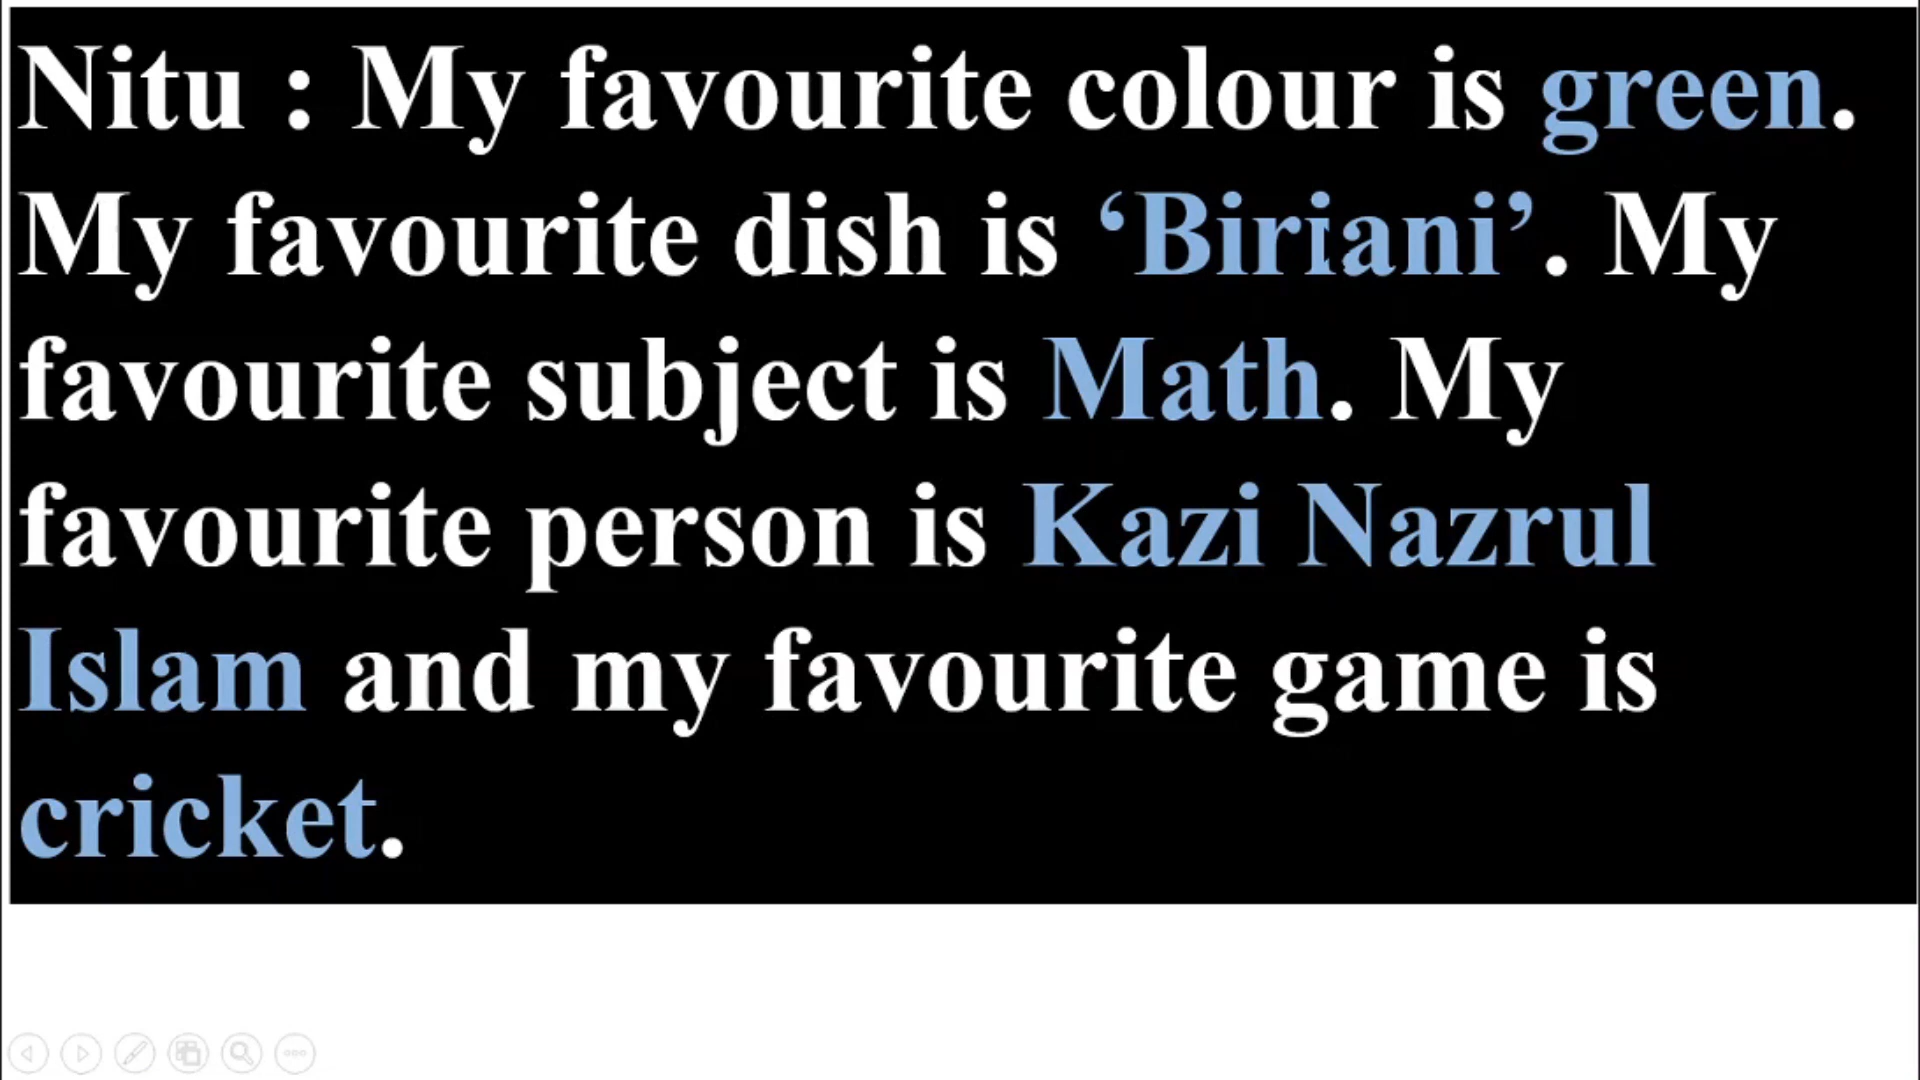 Nitu : My favourite colour is green.
My favourite dish is ‘Biriani’. My
favourite subject is Math. My
favourite person is Kazi Nazrul
Islam and my favourite game is
cricket.